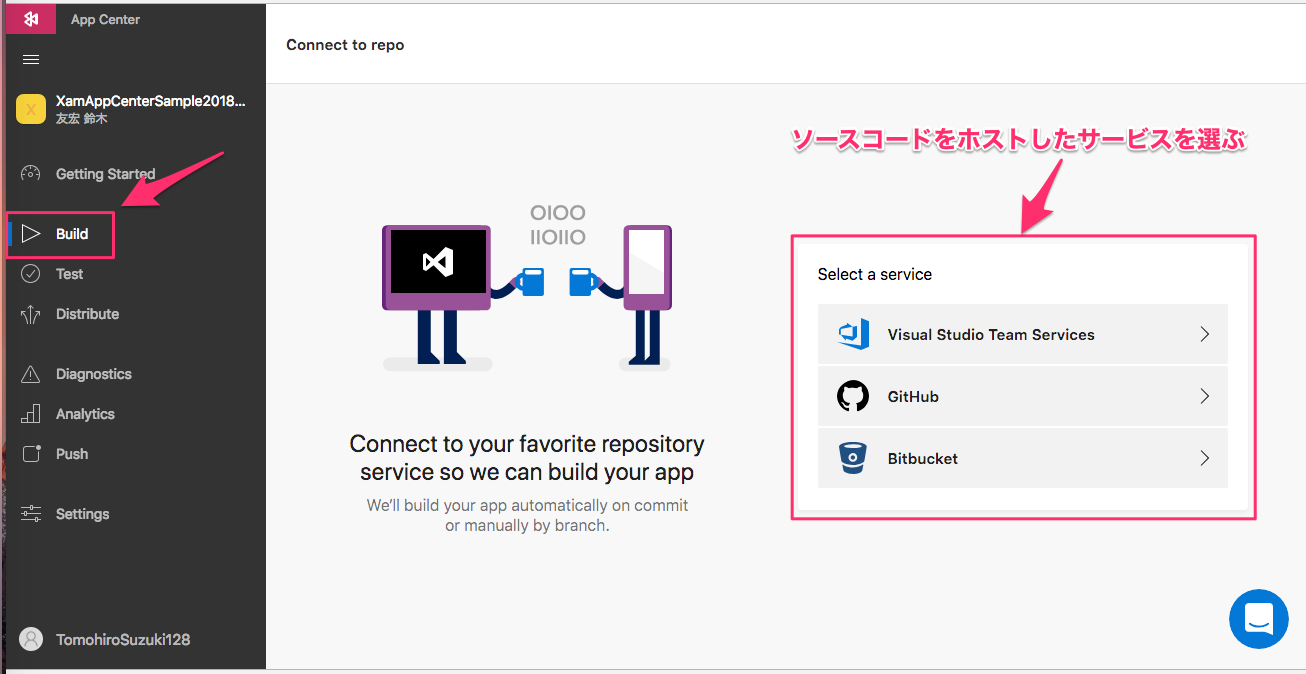 App Center
XamAppCenterSample2018...
友宏 鈴木
Getting Started
Build
Test
Distribute
Diagnostics
Analytics
Push
Settings
TomohiroSuzuki128
Connect to repo
OIOO
IIOIIO
Connect to your favorite repository
service so we can build your app
We'll build your app automatically on commit
or manually by branch.
ソースコードをホストしたサービスを選ぶ
Select a service
Visual Studio Team Services
GitHub
Bitbucket
X